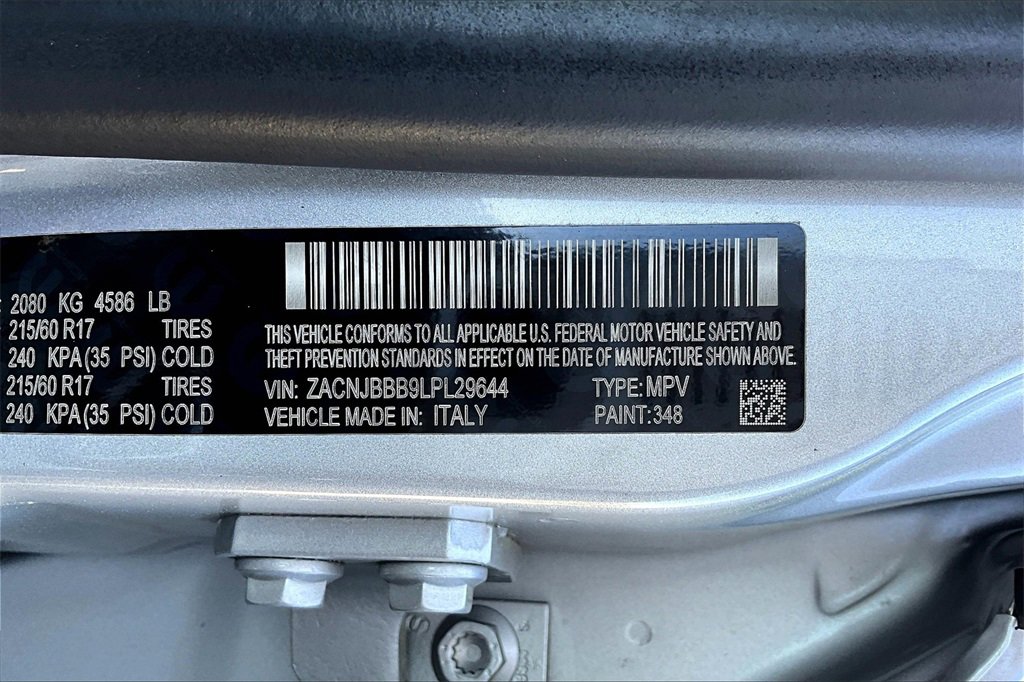 2080 KG 4586 LB
215/60 R17 TIRES
240 KPA(35 PSI) COLD
215/60 R17 TIRES
240 KPA(35 PSI) COLD
THIS VEHICLE CONFORMS TO ALL APPLICABLE U.S. FEDERAL MOTOR VEHICLE SAFETY AND
THEFT PREVENTION STANDARDS IN EFFECT ON THE DATE OF MANUFACTURE SHOWN ABOVE.
VIN: ZACNJBBB9LPL29644 TYPE: MPV
VEHICLE MADE IN: ITALY PAINT: 348